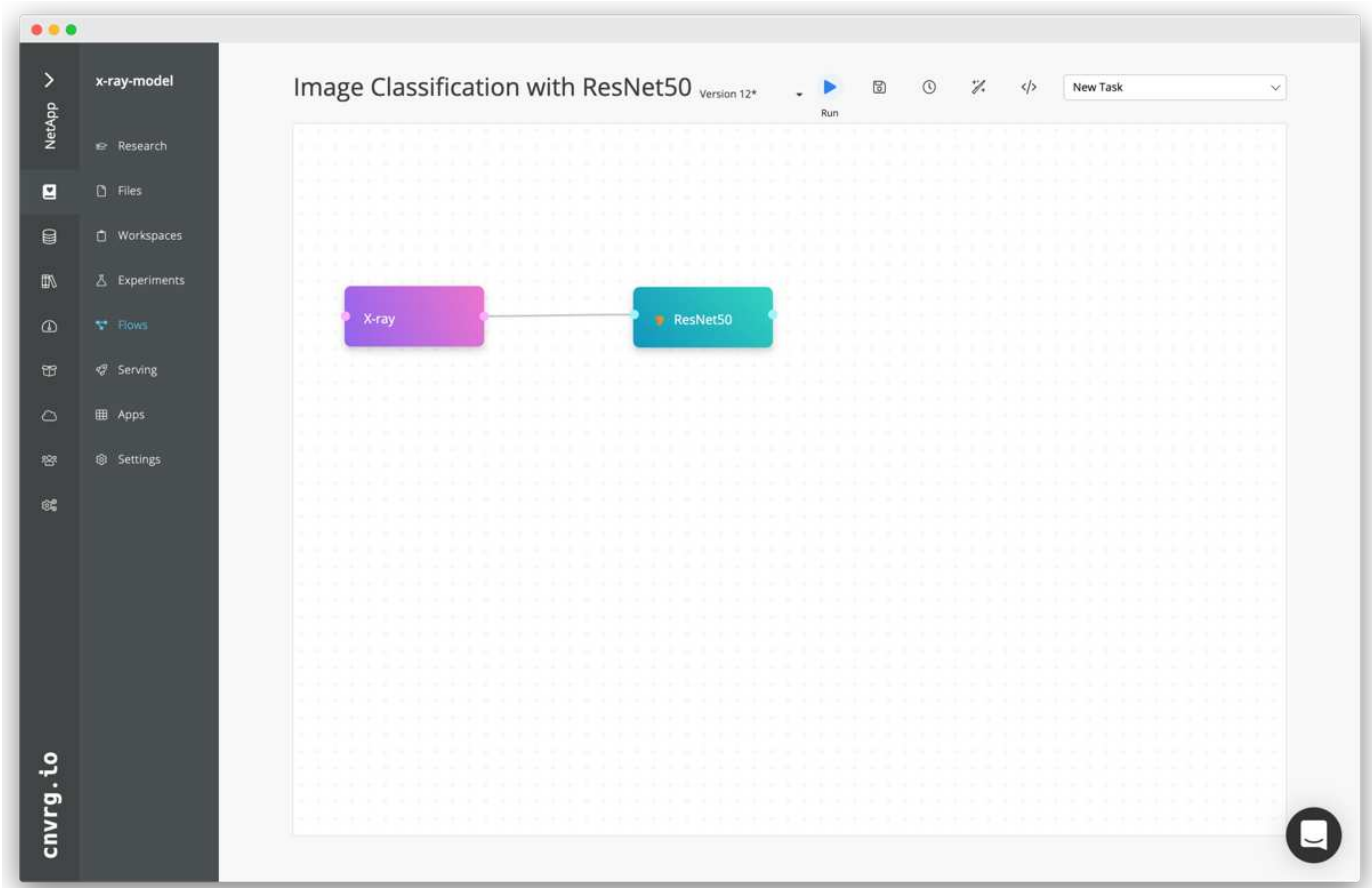 NetApp
cnvrg.io
x-ray-model
Research
Files
Workspaces
Experiments
Flows
Serving
Apps
Settings
Image Classification with ResNet50 Version 12*
Run
</>
New Task
X-ray
ResNet50